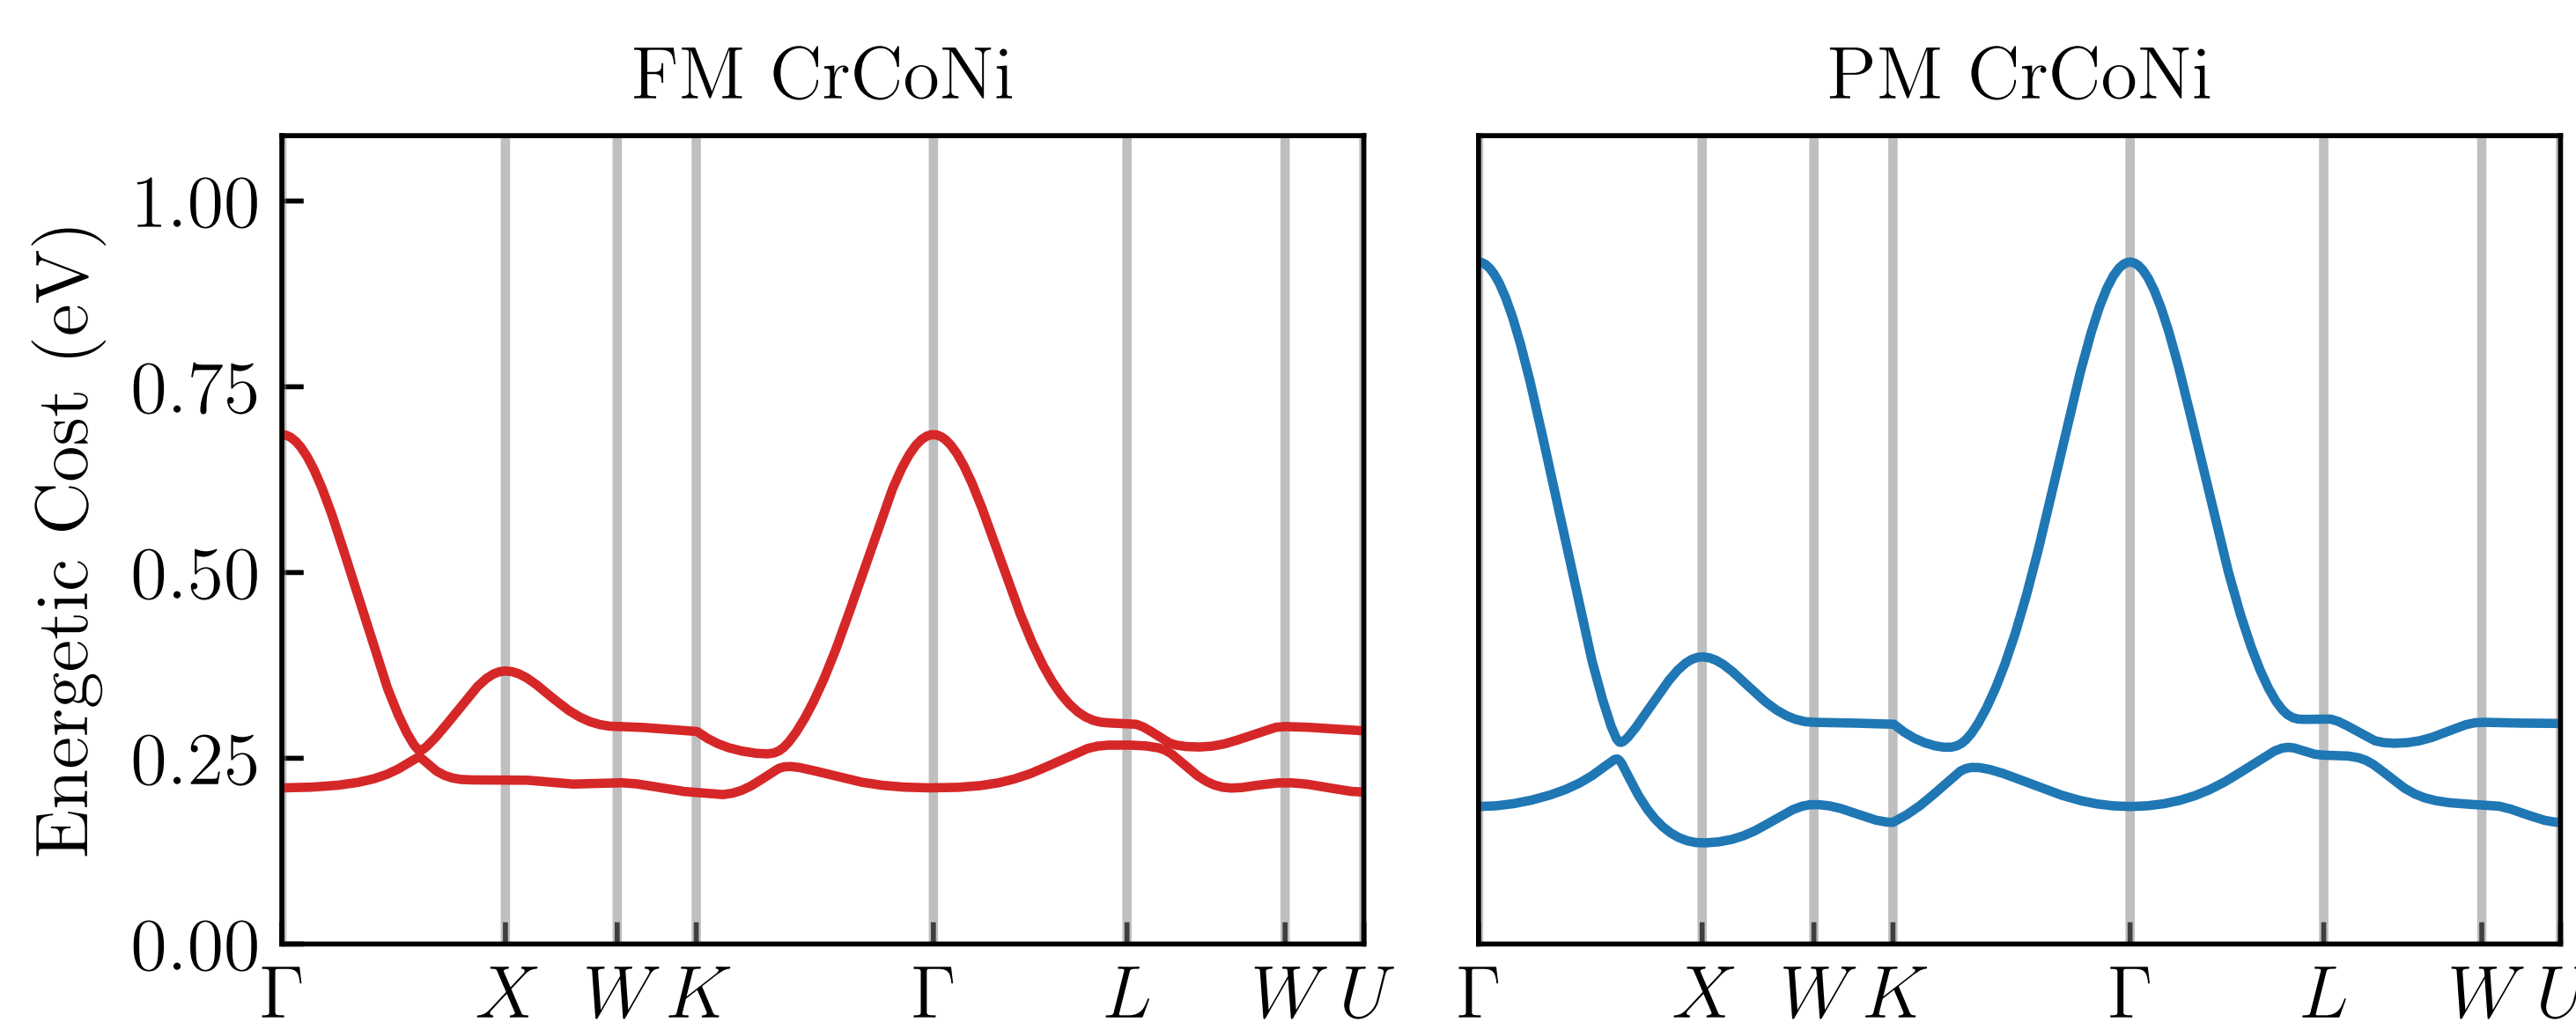 FM CrCoNi
PM CrCoNi
Energetic Cost (eV)
1.00
0.75
0.50
0.25
0.00
Γ X W K Γ L W U
Γ X W K Γ L W U